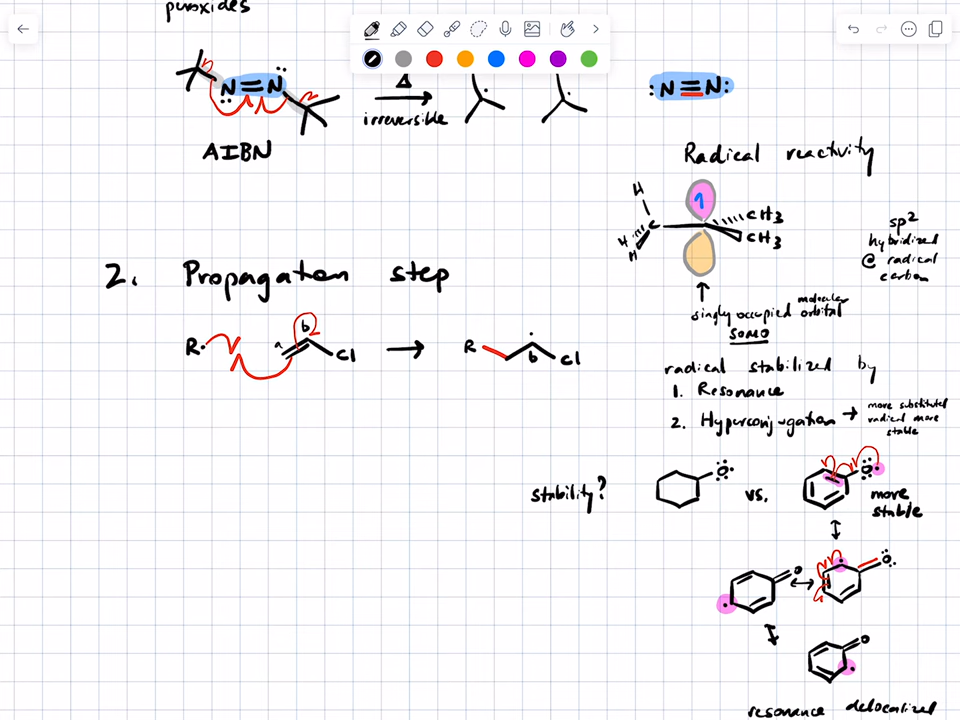 peroxides
N=N
Δ
irreversible
:N≡N:
AIBN
Radical reactivity
H
H
H
C
1
CH3
CH3
sp2
hybridized
@ radical
carbon
singly occupied molecular orbital
SOMO
2. Propagation step
R· a b Cl → R b Cl
radical stabilized by
1. Resonance
2. Hyperconjugation → more substituted
radical more
stable
stability?
O
vs.
O
more
stable
O
O
O
resonance delocalized